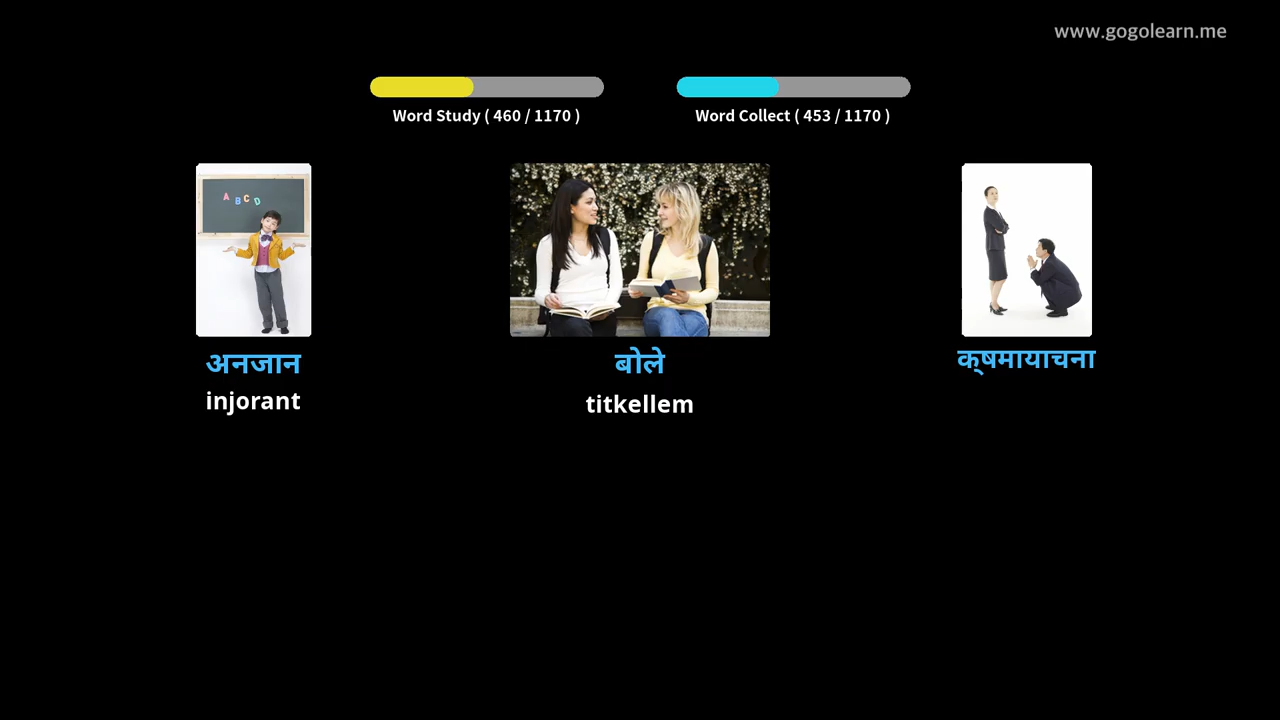 www.gogolearn.me
Word Study ( 460 / 1170 )
Word Collect ( 453 / 1170 )
A B C D
अनजान
बोले
क्षमायाचना
injorant
titkellem